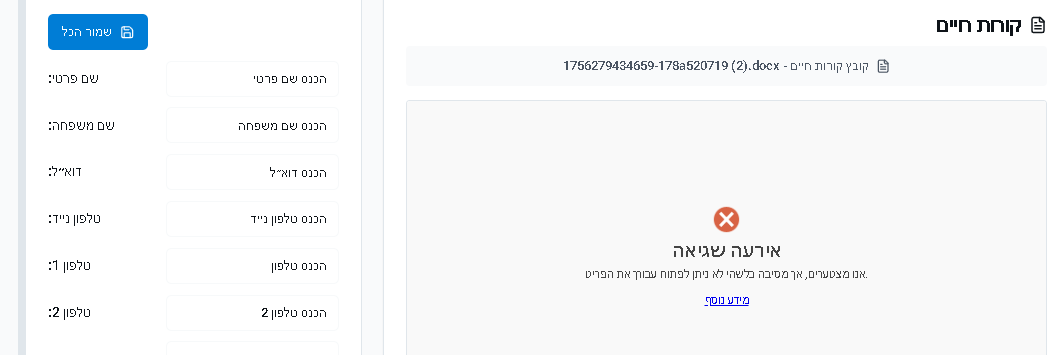 קורות חיים
קובץ קורות חיים - 1756279434659-178a520719 (2).docx
אירעה שגיאה
אנו מצטערים, אך מסיבה כלשהי לא ניתן לפתוח עבורך את הפריט.
מידע נוסף
שמור הכל
שם פרטי: הכנס שם פרטי
שם משפחה: הכנס שם משפחה
דוא״ל: הכנס דוא״ל
טלפון נייד: הכנס טלפון נייד
טלפון 1: הכנס טלפון
טלפון 2: הכנס טלפון 2